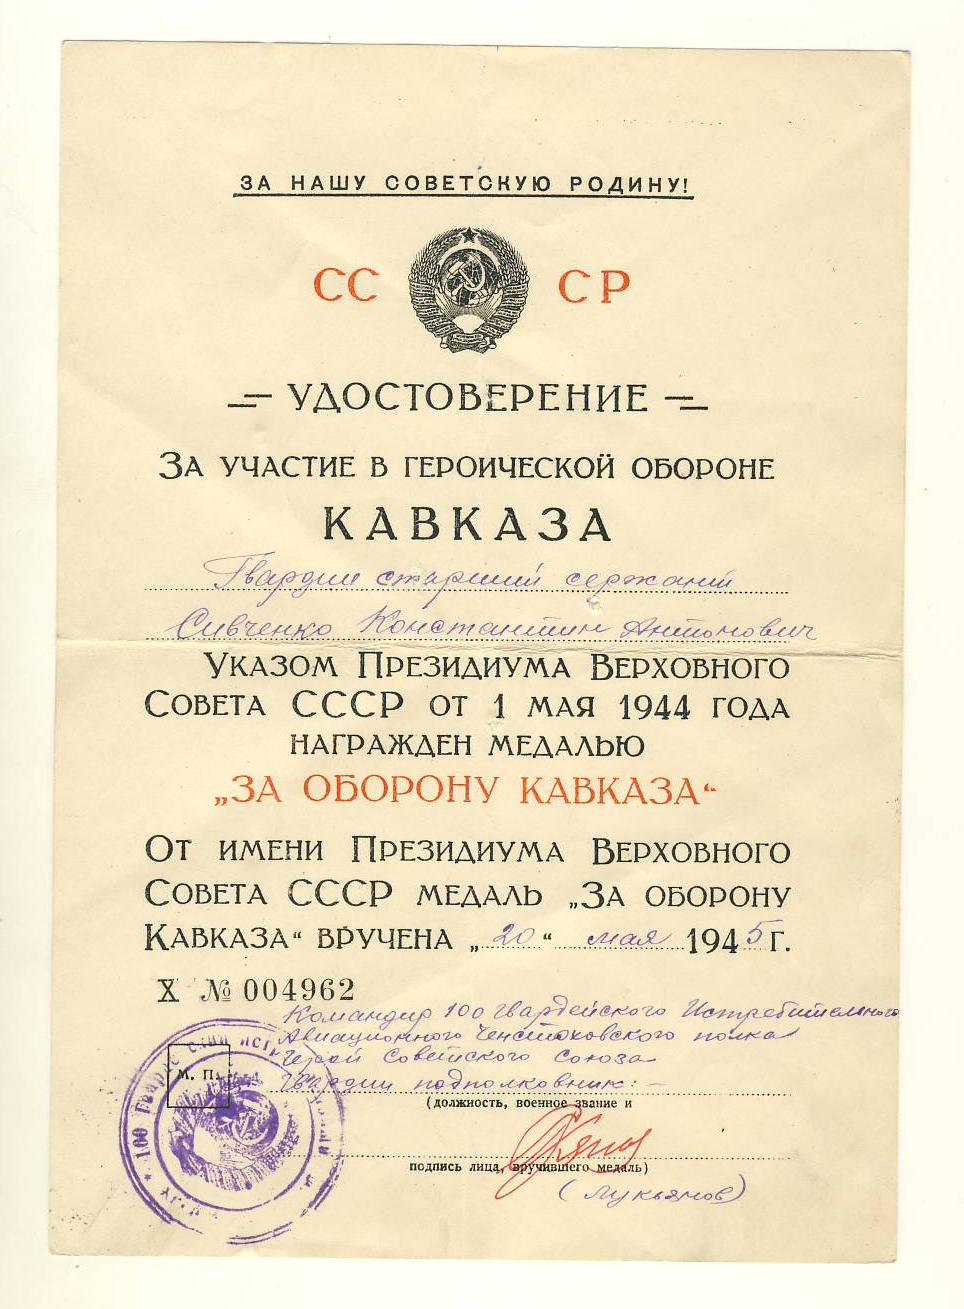 ЗА НАШУ СОВЕТСКУЮ РОДИНУ!
СС СР
УДОСТОВЕРЕНИЕ
ЗА УЧАСТИЕ В ГЕРОИЧЕСКОЙ ОБОРОНЕ
КАВКАЗА
Гвардии старший сержант
Сивченко Константин Антонович
УКАЗОМ ПРЕЗИДИУМА ВЕРХОВНОГО
СОВЕТА СССР ОТ 1 МАЯ 1944 ГОДА
НАГРАЖДЕН МЕДАЛЬЮ
„ЗА ОБОРОНУ КАВКАЗА“
ОТ ИМЕНИ ПРЕЗИДИУМА ВЕРХОВНОГО
СОВЕТА СССР МЕДАЛЬ „ЗА ОБОРОНУ
КАВКАЗА“ ВРУЧЕНА „20“ мая 1945 г.
Х № 004962
Командир 100 Гвардейского Истребительного
Авиационного Ченстоховского полка
Герой Советского Союза
Гвардии подполковник: —
М. П.
(должность, военное звание и
подпись лица, вручившего медаль)
(Лукьянов)
100